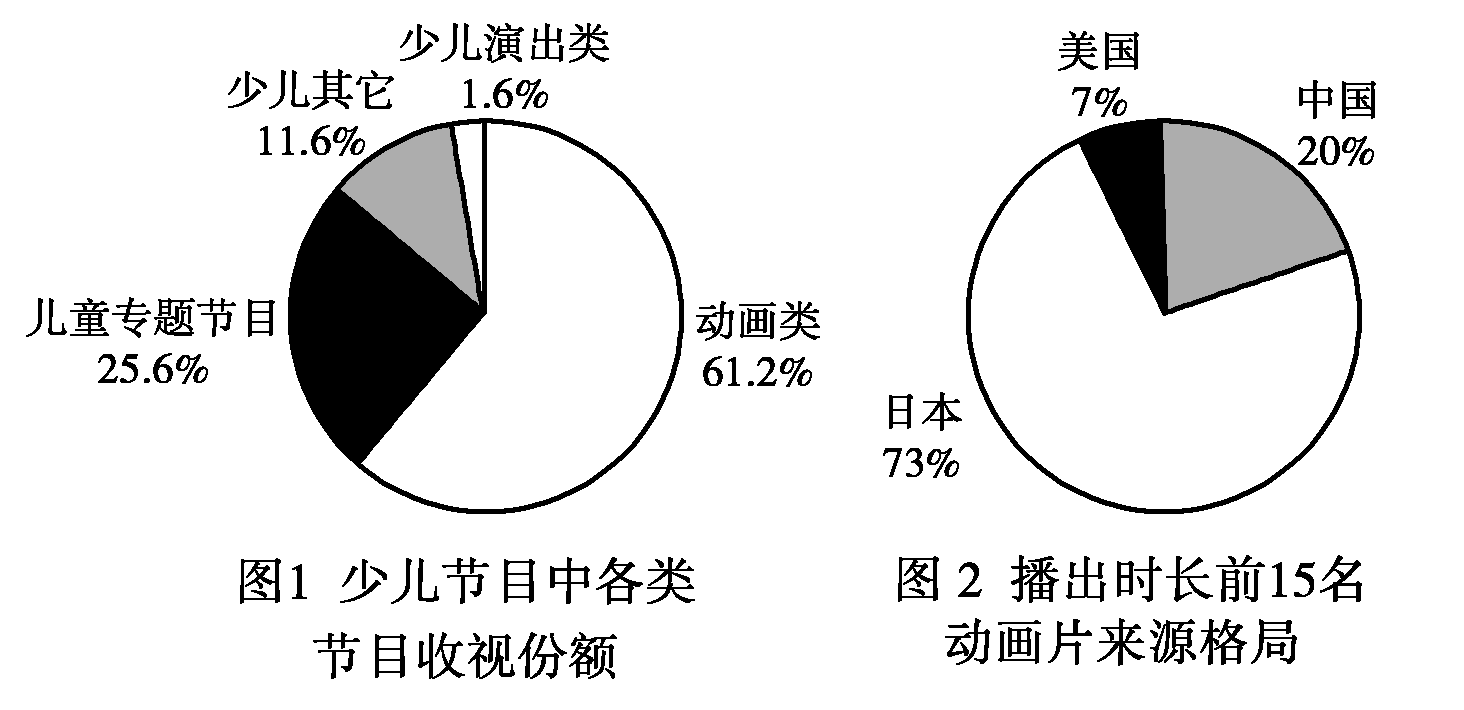 少儿演出类
1.6%
少儿其它
11.6%
儿童专题节目
25.6%
动画类
61.2%
图1 少儿节目中各类
节目收视份额
美国
7%
中国
20%
日本
73%
图 2 播出时长前15名
动画片来源格局